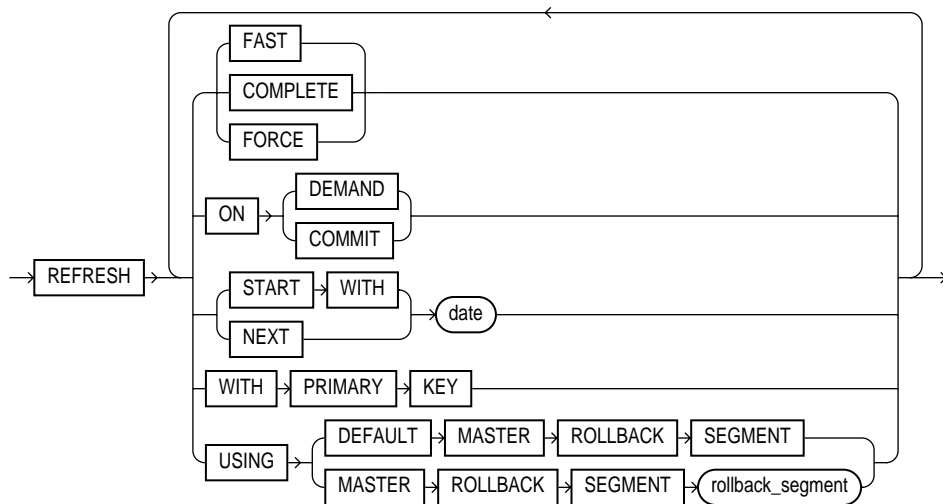 FAST
COMPLETE
FORCE
ON DEMAND
COMMIT
REFRESH
START WITH
NEXT
date
WITH PRIMARY KEY
USING
DEFAULT MASTER ROLLBACK SEGMENT
MASTER ROLLBACK SEGMENT rollback_segment